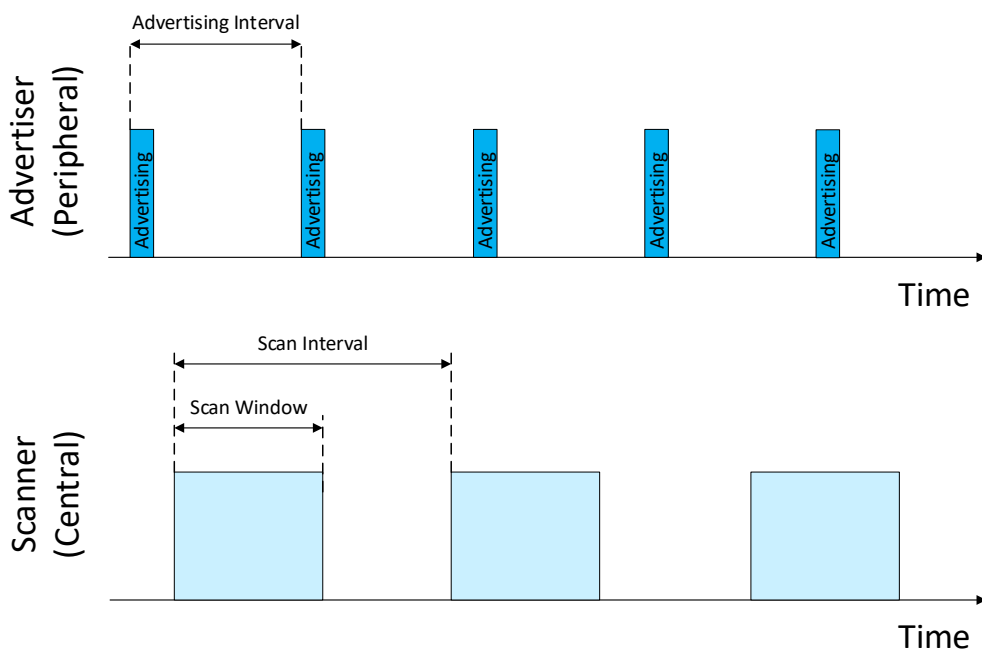 Advertising Interval
Advertiser
(Peripheral)
Advertising
Advertising
Advertising
Advertising
Advertising
Time
Scan Interval
Scan Window
Scanner
(Central)
Time